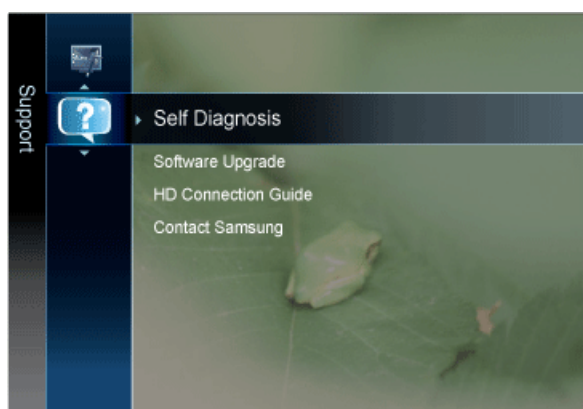 Support
Self Diagnosis
Software Upgrade
HD Connection Guide
Contact Samsung